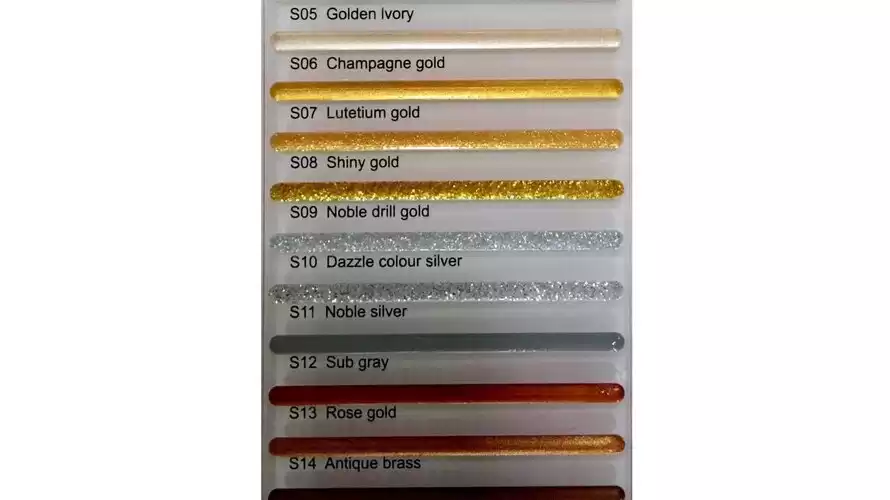 S05 Golden Ivory
S06 Champagne gold
S07 Lutetium gold
S08 Shiny gold
S09 Noble drill gold
S10 Dazzle colour silver
S11 Noble silver
S12 Sub gray
S13 Rose gold
S14 Antique brass